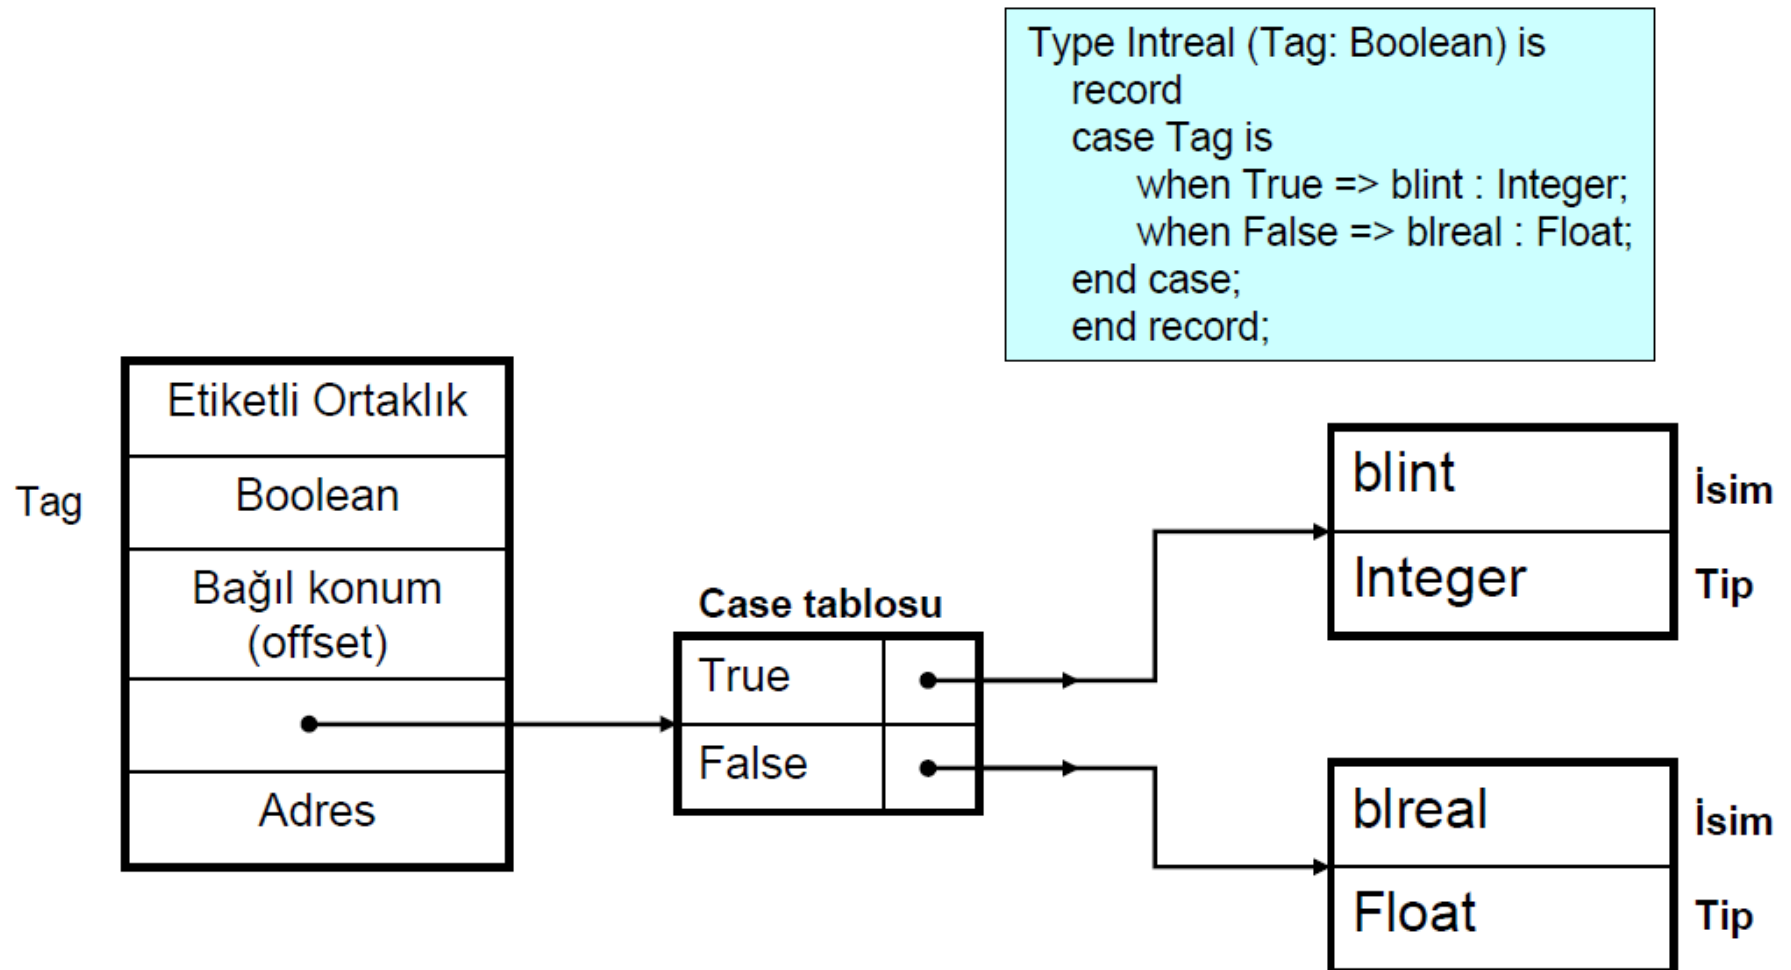 Type Intreal (Tag: Boolean) is
record
case Tag is
when True => blint : Integer;
when False => blreal : Float;
end case;
end record;
Etiketli Ortaklık
Tag
Boolean
Bağıl konum
(offset)
Adres
Case tablosu
True
False
blint
İsim
Integer
Tip
blreal
İsim
Float
Tip